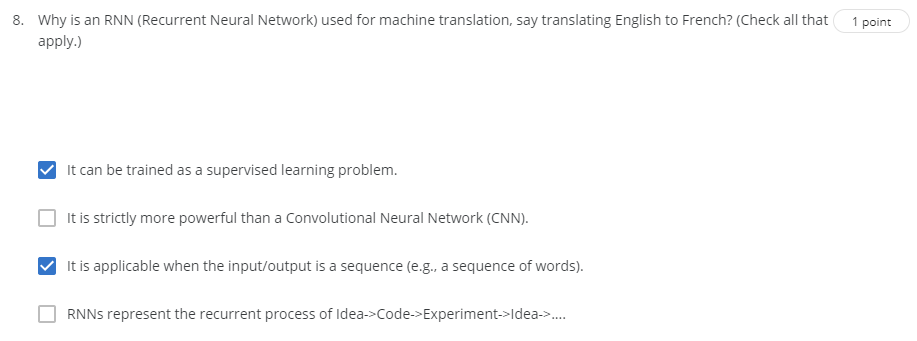 8. Why is an RNN (Recurrent Neural Network) used for machine translation, say translating English to French? (Check all that apply.)
1 point
It can be trained as a supervised learning problem.
It is strictly more powerful than a Convolutional Neural Network (CNN).
It is applicable when the input/output is a sequence (e.g., a sequence of words).
RNNs represent the recurrent process of Idea->Code->Experiment->Idea->....